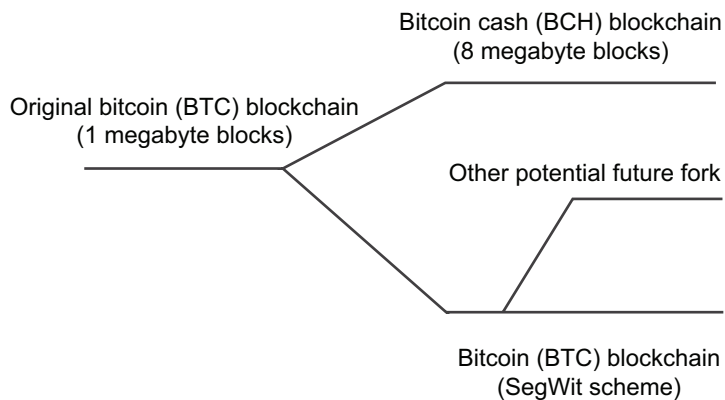 Bitcoin cash (BCH) blockchain
(8 megabyte blocks)
Original bitcoin (BTC) blockchain
(1 megabyte blocks)
Other potential future fork
Bitcoin (BTC) blockchain
(SegWit scheme)